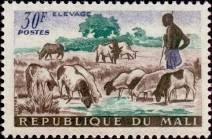 30F
ELEVAGE
POSTES
REPUBLIQUE DU MALI